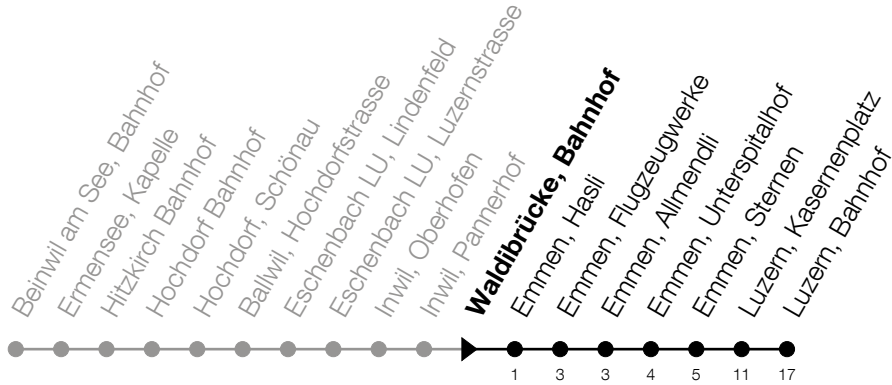 Beinwil am See, Bahnhof
Ermensee, Kapelle
Hitzkirch Bahnhof
Hochdorf Bahnhof
Hochdorf, Schönau
Ballwil, Hochdorfstrasse
Eschenbach LU, Lindenfeld
Eschenbach LU, Luzernstrasse
Inwil, Oberhofen
Inwil, Pannerhof
Waldibrücke, Bahnhof
Emmen, Hasli
Emmen, Flugzeugwerke
Emmen, Allmendli
Emmen, Unterspitalhof
Emmen, Sternen
Luzern, Kasernenplatz
Luzern, Bahnhof
1 3 3 4 5 11 17